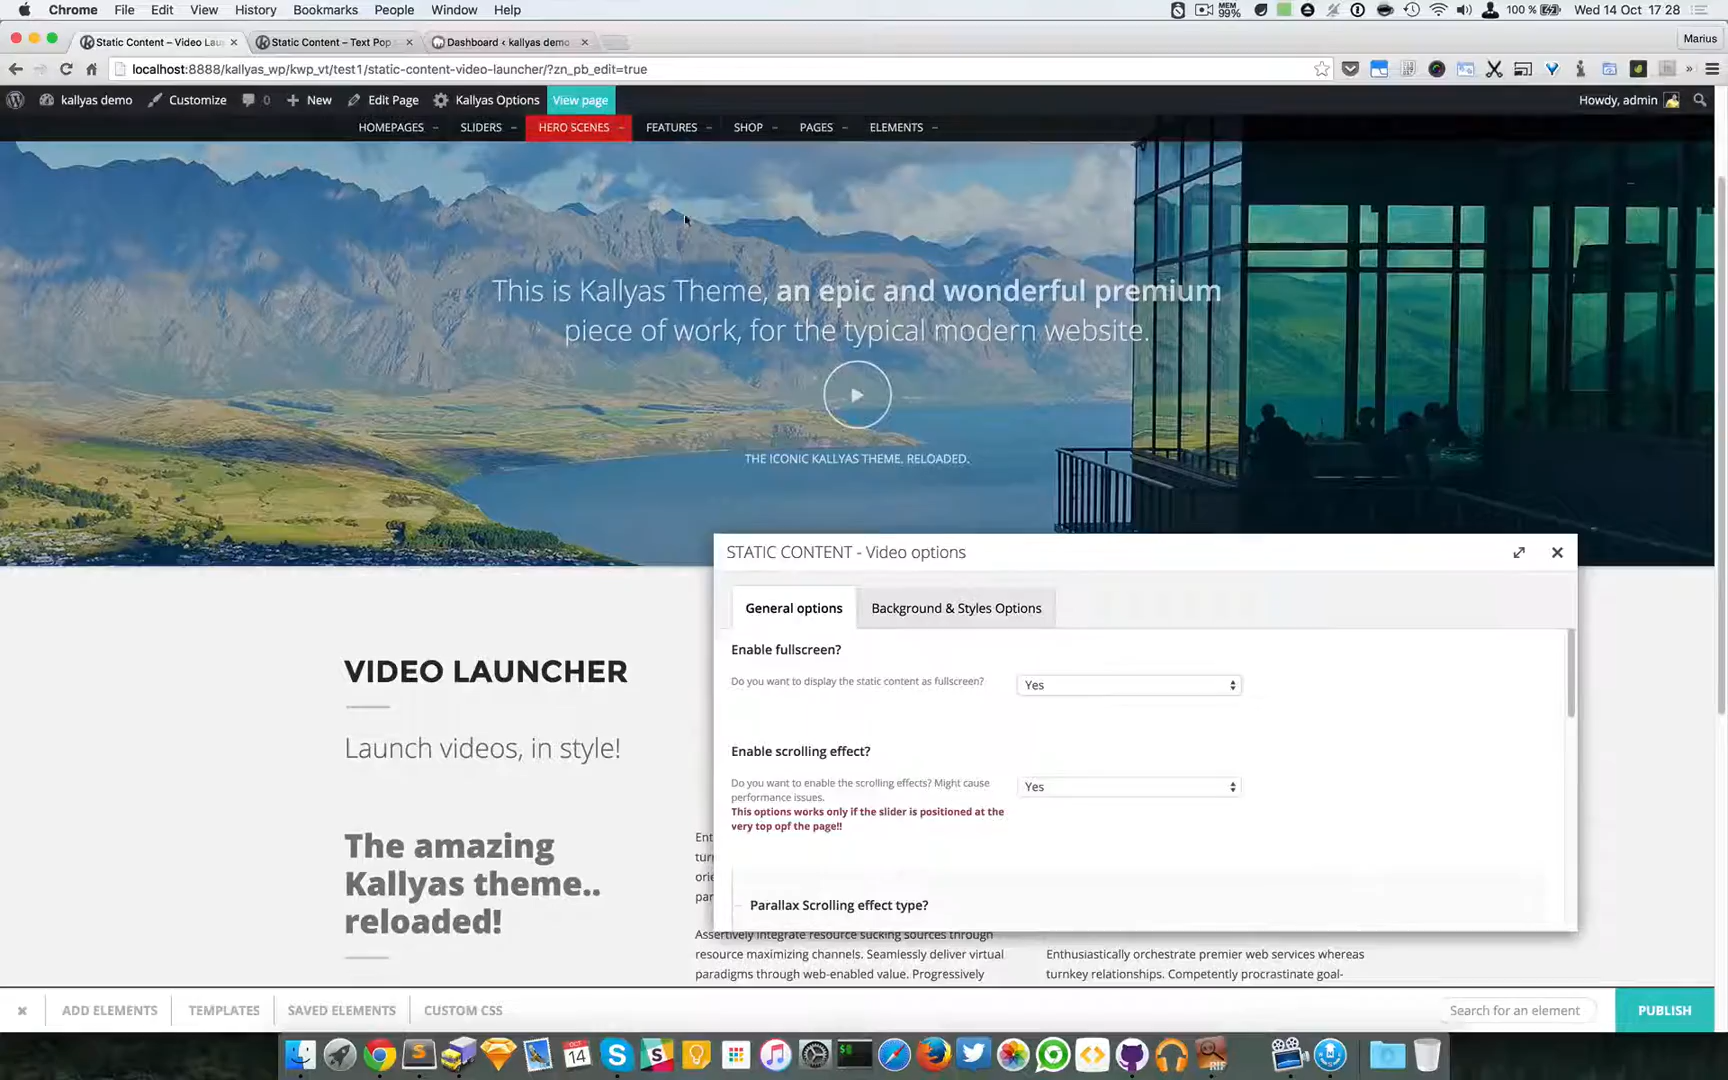 Chrome File Edit View History Bookmarks People Window Help MEM 99% 100 % Wed 14 Oct 17:28
Static Content – Video Lau × Static Content – Text Pop × Dashboard ‹ kallyas demo × Marius
localhost:8888/kallyas_wp/kwp_vt/test1/static-content-video-launcher/?zn_pb_edit=true
kallyas demo Customize 0 New Edit Page Kallyas Options View page Howdy, admin
HOMEPAGES SLIDERS HERO SCENES FEATURES SHOP PAGES ELEMENTS
This is Kallyas Theme, an epic and wonderful premium
piece of work, for the typical modern website.
THE ICONIC KALLYAS THEME. RELOADED.
STATIC CONTENT - Video options
General options Background & Styles Options
Enable fullscreen?
Do you want to display the static content as fullscreen? Yes
Enable scrolling effect?
Do you want to enable the scrolling effects? Might cause
performance issues. Yes
This options works only if the slider is positioned at the
very top opf the page!!
Parallax Scrolling effect type?
VIDEO LAUNCHER
Launch videos, in style!
The amazing
Kallyas theme..
reloaded!
Ent
turn
orie
par
Assertively integrate resource sucking sources through
resource maximizing channels. Seamlessly deliver virtual
paradigms through web-enabled value. Progressively
Enthusiastically orchestrate premier web services whereas
turnkey relationships. Competently procrastinate goal-
ADD ELEMENTS TEMPLATES SAVED ELEMENTS CUSTOM CSS Search for an element PUBLISH
OCT
14
RIF